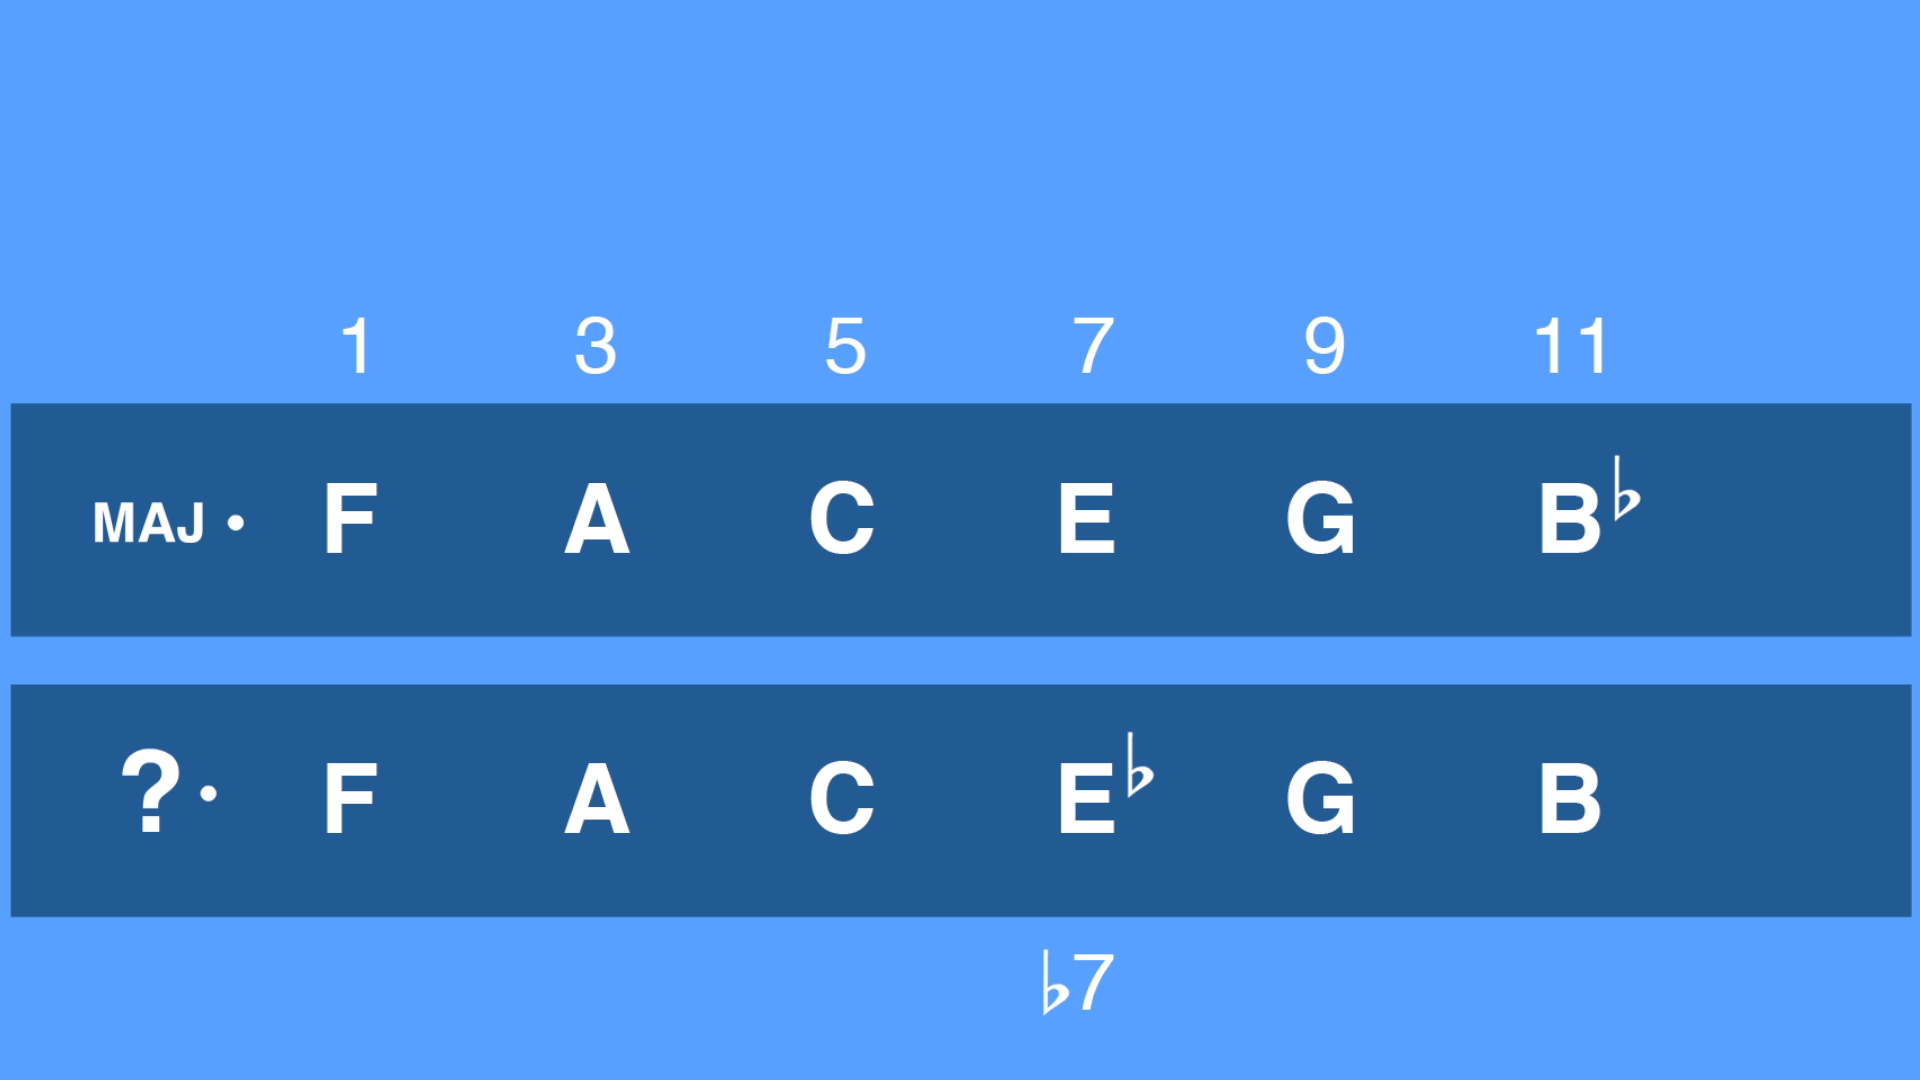 1 3 5 7 9 11
MAJ • F A C E G B♭
? • F A C E♭ G B
♭7